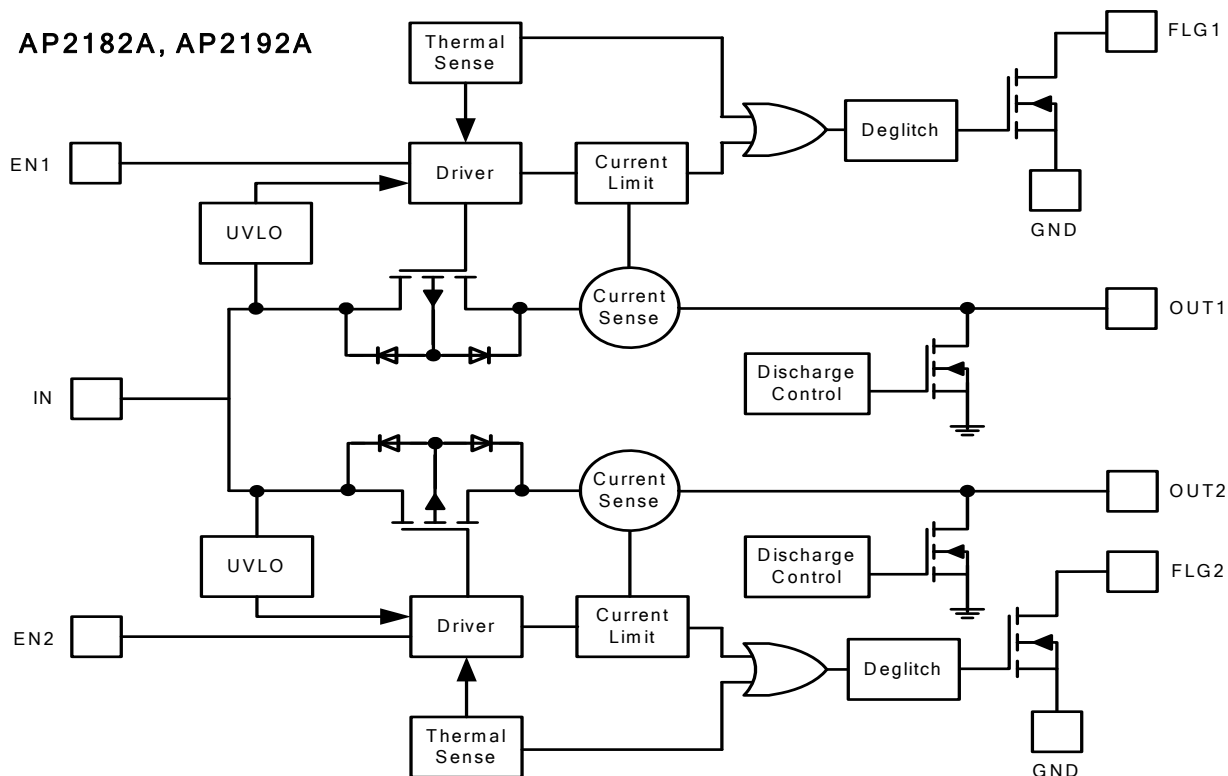 AP2182A, AP2192A
Thermal
Sense
FLG1
Deglitch
EN1
Driver
Current
Limit
GND
UVLO
Current
Sense
OUT1
Discharge
Control
IN
Current
Sense
OUT2
UVLO
Discharge
Control
FLG2
EN2
Driver
Current
Limit
Deglitch
Thermal
Sense
GND